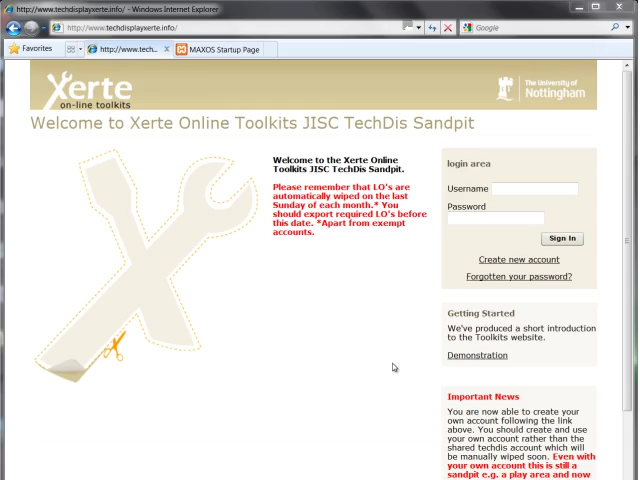 http://www.techdisplayxerte.info/ - Windows Internet Explorer
http://www.techdisplayxerte.info/
Google
Favorites
http://www.tech...
MAXOS Startup Page
Xerte
on-line toolkits
The University of
Nottingham
Welcome to Xerte Online Toolkits JISC TechDis Sandpit
Welcome to the Xerte Online
Toolkits JISC TechDis Sandpit.
Please remember that LO's are
automatically wiped on the last
Sunday of each month.* You
should export required LO's before
this date. *Apart from exempt
accounts.
login area
Username
Password
Sign In
Create new account
Forgotten your password?
Getting Started
We've produced a short introduction
to the Toolkits website.
Demonstration
Important News
You are now able to create your
own account following the link
above. You should create and use
your own account rather than the
shared techdis account which will
be manually wiped soon. Even with
your own account this is still a
sandpit e.g. a play area and now